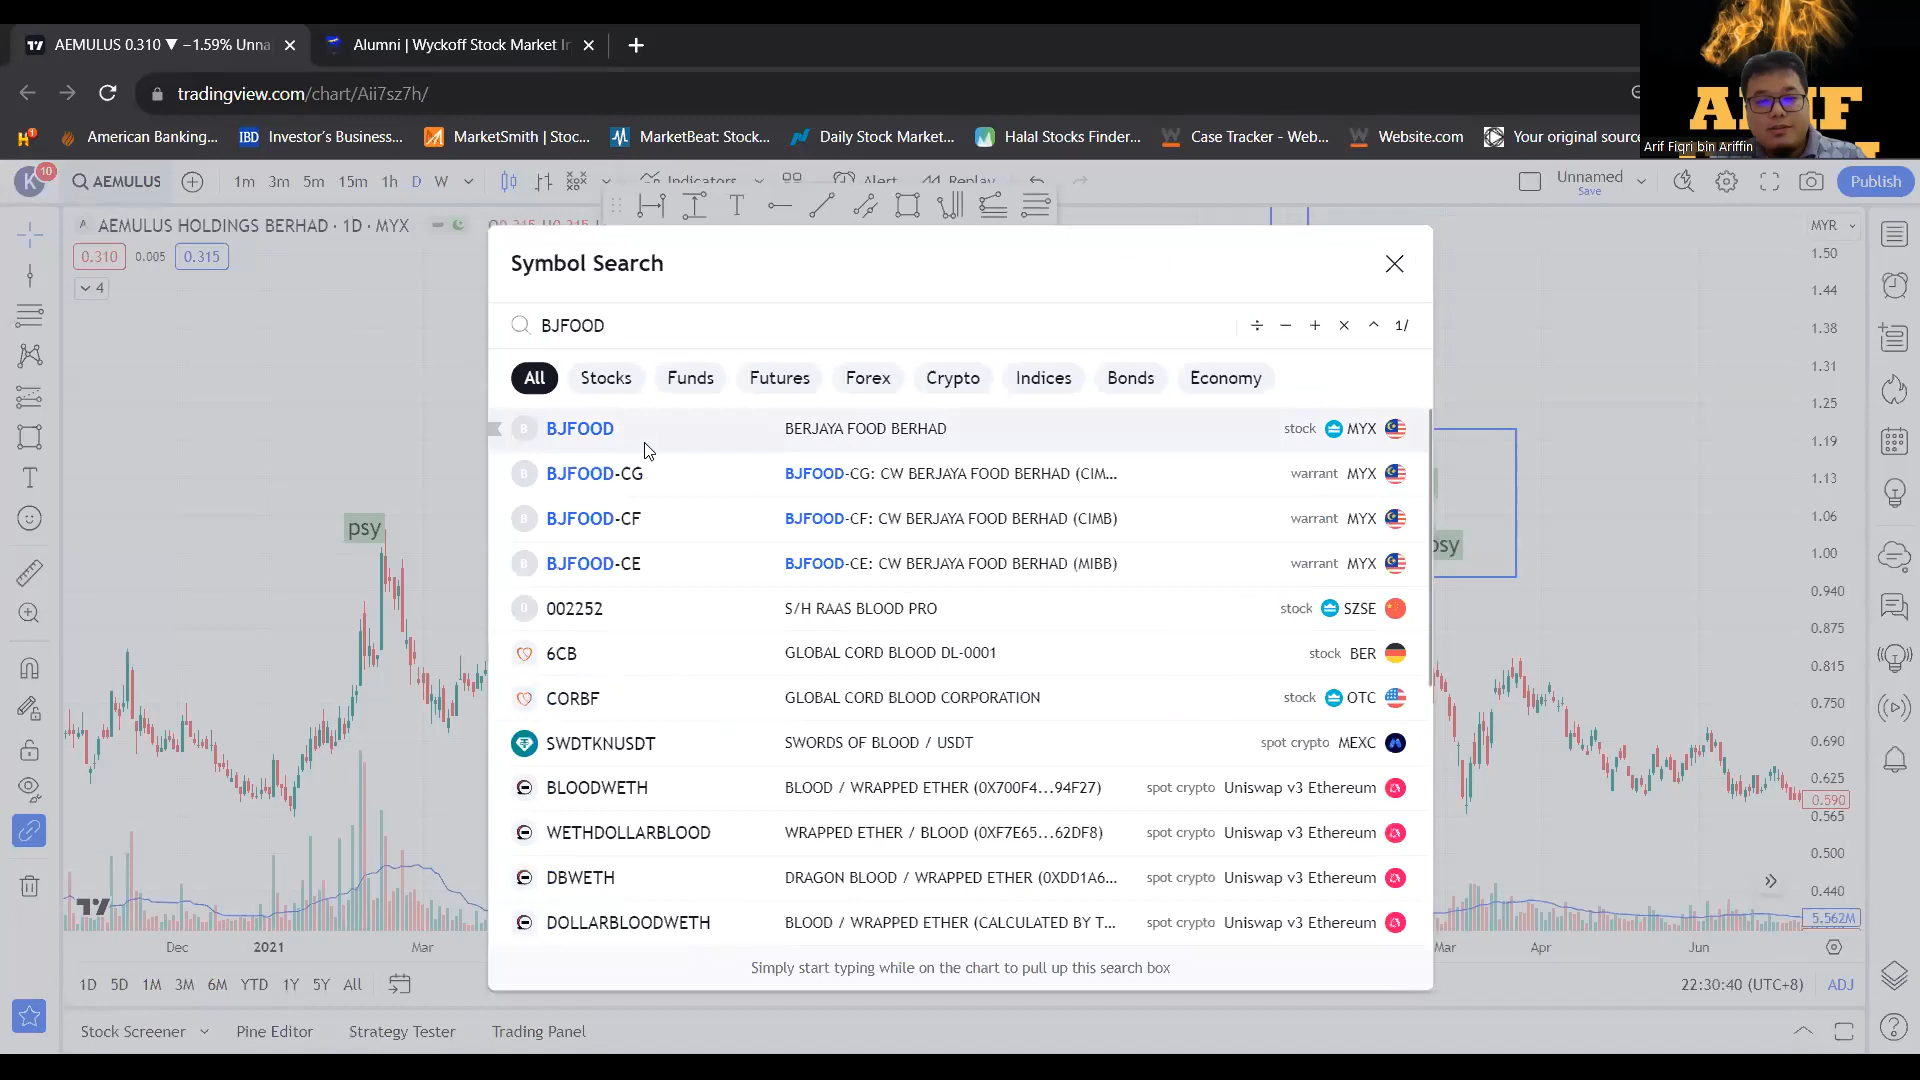 AEMULUS 0.310 ▼ −1.59% Unna
Alumni | Wyckoff Stock Market In
tradingview.com/chart/Aii7sz7h/
American Banking...
IBD Investor's Business...
MarketSmith | Stoc...
MarketBeat: Stock...
Daily Stock Market...
Halal Stocks Finder...
Case Tracker - Web...
Website.com
Your original source
Arif Fiqri bin Ariffin
K 10
AEMULUS
1m 3m 5m 15m 1h D W
Indicators
Alert
Replay
Unnamed
Save
Publish
AEMULUS HOLDINGS BERHAD · 1D · MYX
0.310 0.005 0.315
4
MYR
Symbol Search
BJFOOD
÷ − + × ^ 1/
All Stocks Funds Futures Forex Crypto Indices Bonds Economy
BJFOOD BERJAYA FOOD BERHAD stock MYX
BJFOOD-CG BJFOOD-CG: CW BERJAYA FOOD BERHAD (CIM... warrant MYX
BJFOOD-CF BJFOOD-CF: CW BERJAYA FOOD BERHAD (CIMB) warrant MYX
BJFOOD-CE BJFOOD-CE: CW BERJAYA FOOD BERHAD (MIBB) warrant MYX
002252 S/H RAAS BLOOD PRO stock SZSE
6CB GLOBAL CORD BLOOD DL-0001 stock BER
CORBF GLOBAL CORD BLOOD CORPORATION stock OTC
SWDTKNUSDT SWORDS OF BLOOD / USDT spot crypto MEXC
BLOODWETH BLOOD / WRAPPED ETHER (0X700F4...94F27) spot crypto Uniswap v3 Ethereum
WETHDOLLARBLOOD WRAPPED ETHER / BLOOD (0XF7E65...62DF8) spot crypto Uniswap v3 Ethereum
DBWETH DRAGON BLOOD / WRAPPED ETHER (0XDD1A6... spot crypto Uniswap v3 Ethereum
DOLLARBLOODWETH BLOOD / WRAPPED ETHER (CALCULATED BY T... spot crypto Uniswap v3 Ethereum
Simply start typing while on the chart to pull up this search box
psy
psy
1.50
1.44
1.38
1.31
1.25
1.19
1.13
1.06
1.00
0.940
0.875
0.815
0.750
0.690
0.625
0.590
0.565
0.500
0.440
5.562M
Dec 2021 Mar
Mar Apr Jun
1D 5D 1M 3M 6M YTD 1Y 5Y All
22:30:40 (UTC+8) ADJ
Stock Screener Pine Editor Strategy Tester Trading Panel